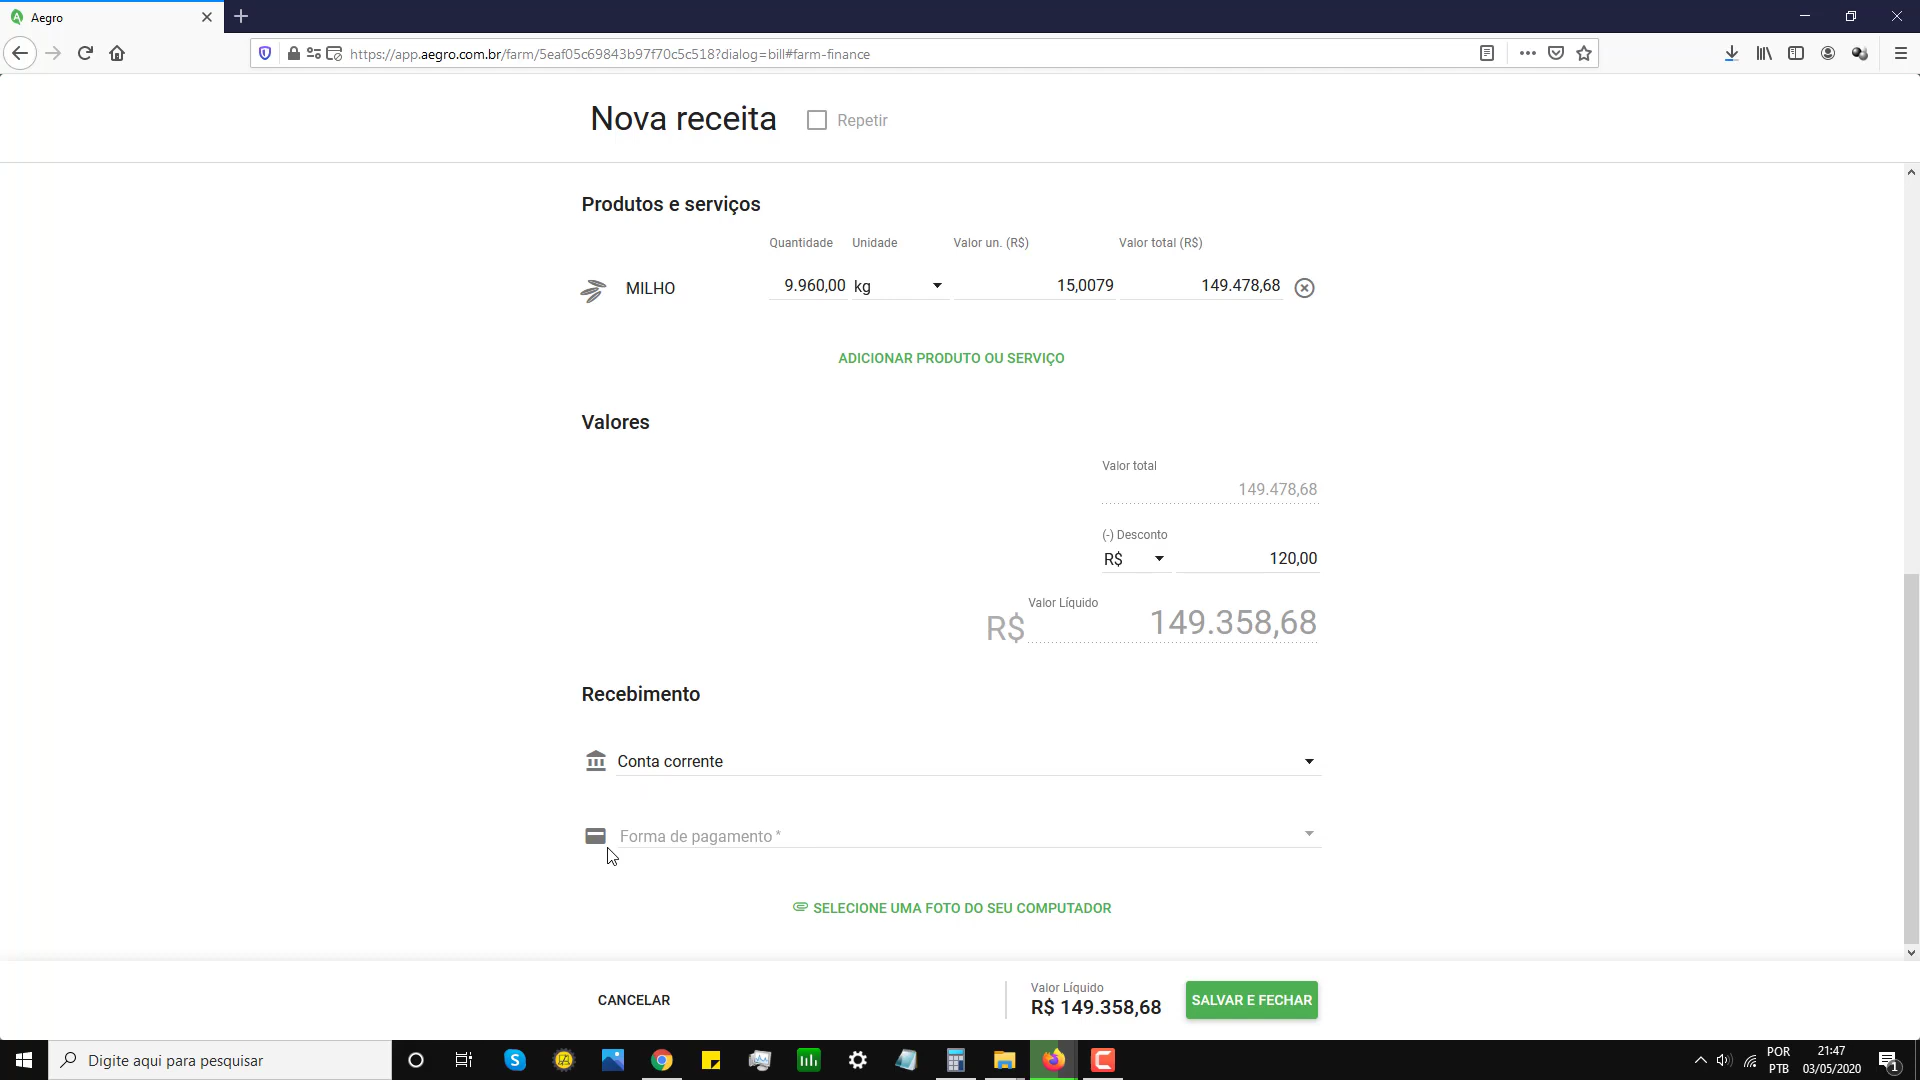 Aegro
https://app.aegro.com.br/farm/5eaf05c69843b97f70c5c518?dialog=bill#farm-finance
Nova receita
Repetir
Produtos e serviços
Quantidade Unidade Valor un. (R$) Valor total (R$)
MILHO 9.960,00 kg 15,0079 149.478,68
ADICIONAR PRODUTO OU SERVIÇO
Valores
Valor total
149.478,68
(-) Desconto
R$ 120,00
Valor Líquido
R$ 149.358,68
Recebimento
Conta corrente
Forma de pagamento *
SELECIONE UMA FOTO DO SEU COMPUTADOR
CANCELAR
Valor Líquido
R$ 149.358,68
SALVAR E FECHAR
Digite aqui para pesquisar
POR
PTB
21:47
03/05/2020
1